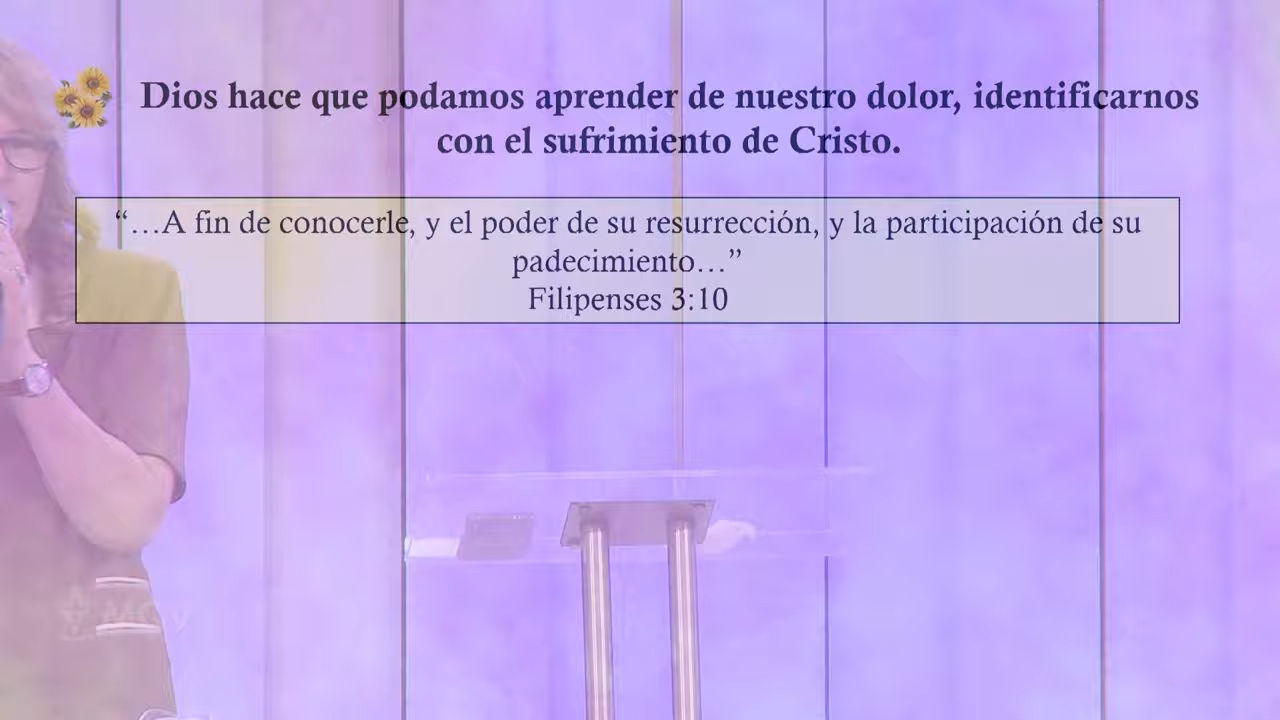 Dios hace que podamos aprender de nuestro dolor, identificarnos
con el sufrimiento de Cristo.
“…A fin de conocerle, y el poder de su resurrección, y la participación de su
padecimiento…”
Filipenses 3:10